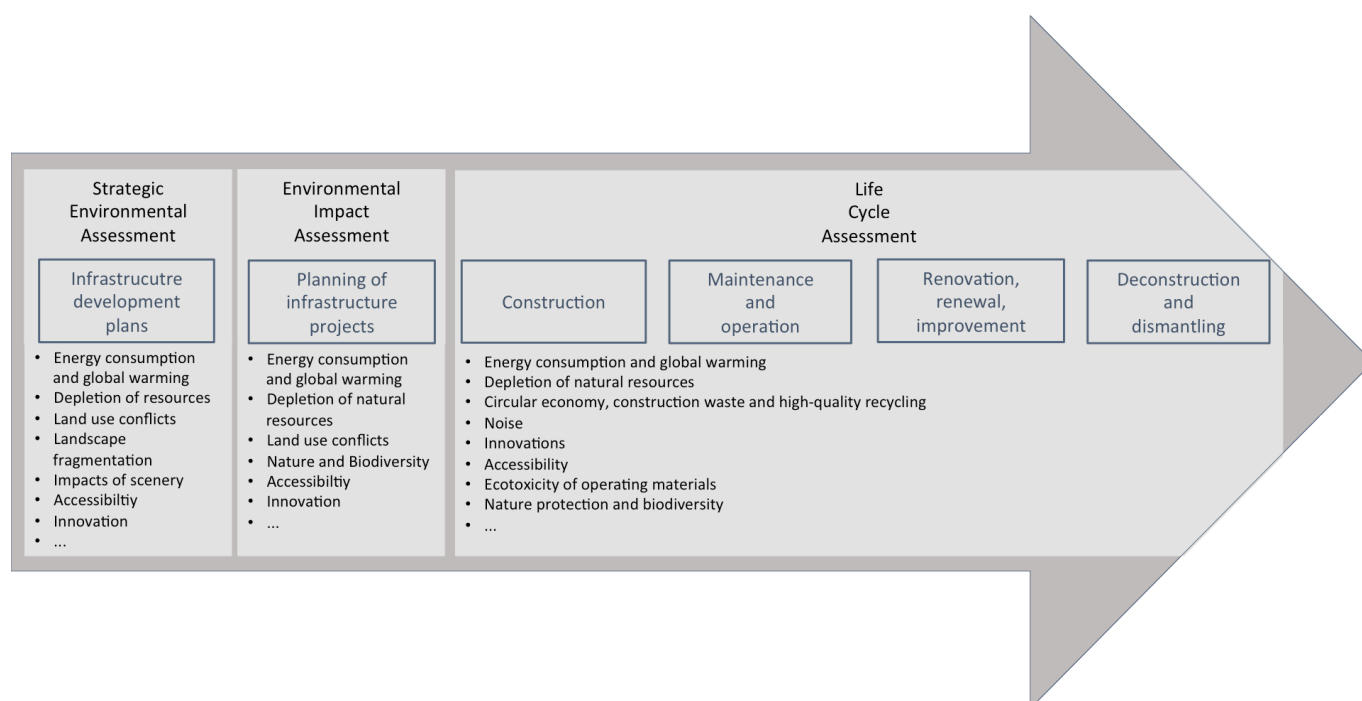 Strategic
Environmental
Assessment
Infrastrucutre
development
plans
• Energy consumption
and global warming
• Depletion of resources
• Land use conflicts
• Landscape
fragmentation
• Impacts of scenery
• Accessibiltiy
• Innovation
• ...
Environmental
Impact
Assessment
Planning of
infrastructure
projects
• Energy consumption
and global warming
• Depletion of natural
resources
• Land use conflicts
• Nature and Biodiversity
• Accessibiltiy
• Innovation
• ...
Life
Cycle
Assessment
Construction
Maintenance
and
operation
Renovation,
renewal,
improvement
Deconstruction
and
dismantling
• Energy consumption and global warming
• Depletion of natural resources
• Circular economy, construction waste and high-quality recycling
• Noise
• Innovations
• Accessibility
• Ecotoxicity of operating materials
• Nature protection and biodiversity
• ...